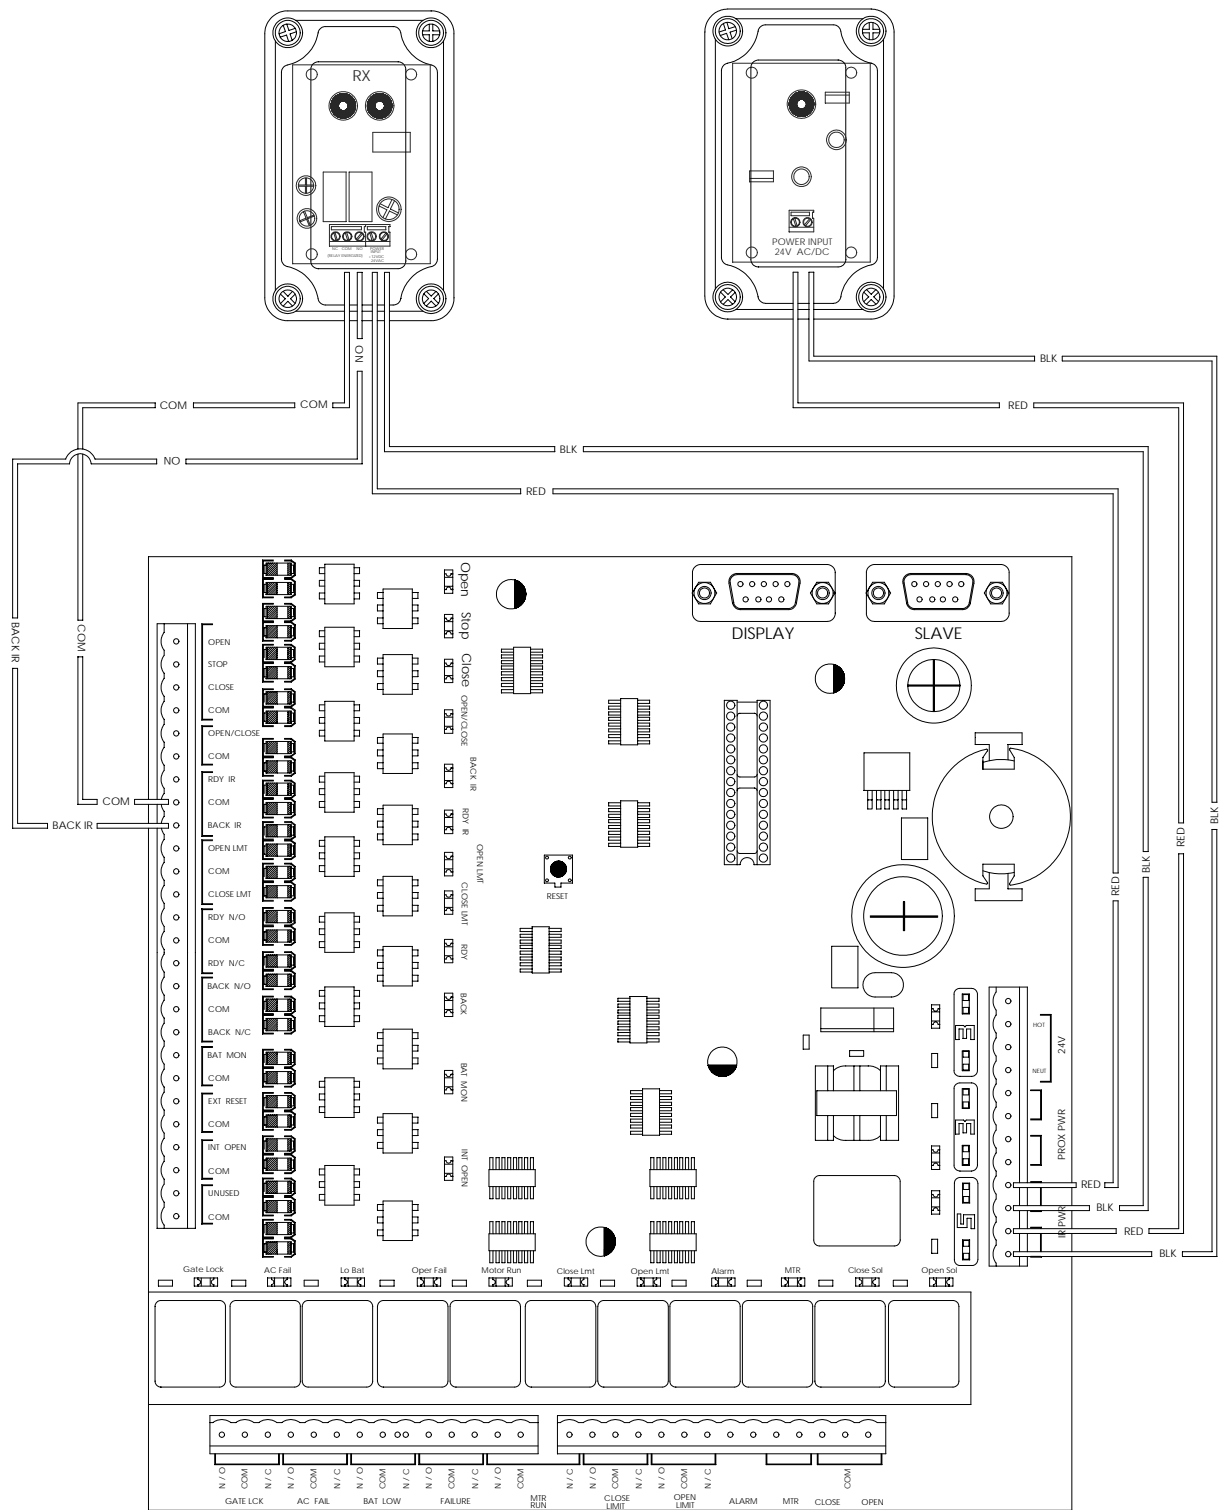 RX
NC COM NO
(RELAY ENERGIZED)
POWER
INPUT
+12VDC
24VAC
POWER INPUT
24V AC/DC
NO
BLK
COM
COM
RED
NO
BLK
RED
BACK IR
COM
DISPLAY
SLAVE
Open
Stop
Close
OPEN/CLOSE
BACK IR
RDY IR
OPEN LMT
CLOSE LMT
RDY
BACK
BAT MON
INT OPEN
OPEN
STOP
CLOSE
COM
OPEN/CLOSE
COM
RDY IR
COM
COM
BACK IR
BACK IR
OPEN LMT
COM
CLOSE LMT
RDY N/O
COM
RDY N/C
BACK N/O
COM
BACK N/C
BAT MON
COM
EXT RESET
COM
INT OPEN
COM
UNUSED
COM
RESET
RED
BLK
RED
BLK
3
3
5
HOT
NEUT
24V
PROX PWR
IR PWR
RED
BLK
RED
BLK
Gate Lock
AC Fail
Lo Bat
Oper Fail
Motor Run
Close Lmt
Open Lmt
Alarm
MTR
Close Sol
Open Sol
N / O
COM
N / C
N / O
COM
N / C
N / O
COM
N / C
N / O
COM
N / C
N / O
COM
N / C
N / O
COM
N / C
N / O
COM
N / C
COM
GATE LCK
AC FAIL
BAT LOW
FAILURE
MTR
RUN
CLOSE
LIMIT
OPEN
LIMIT
ALARM
MTR
CLOSE
OPEN